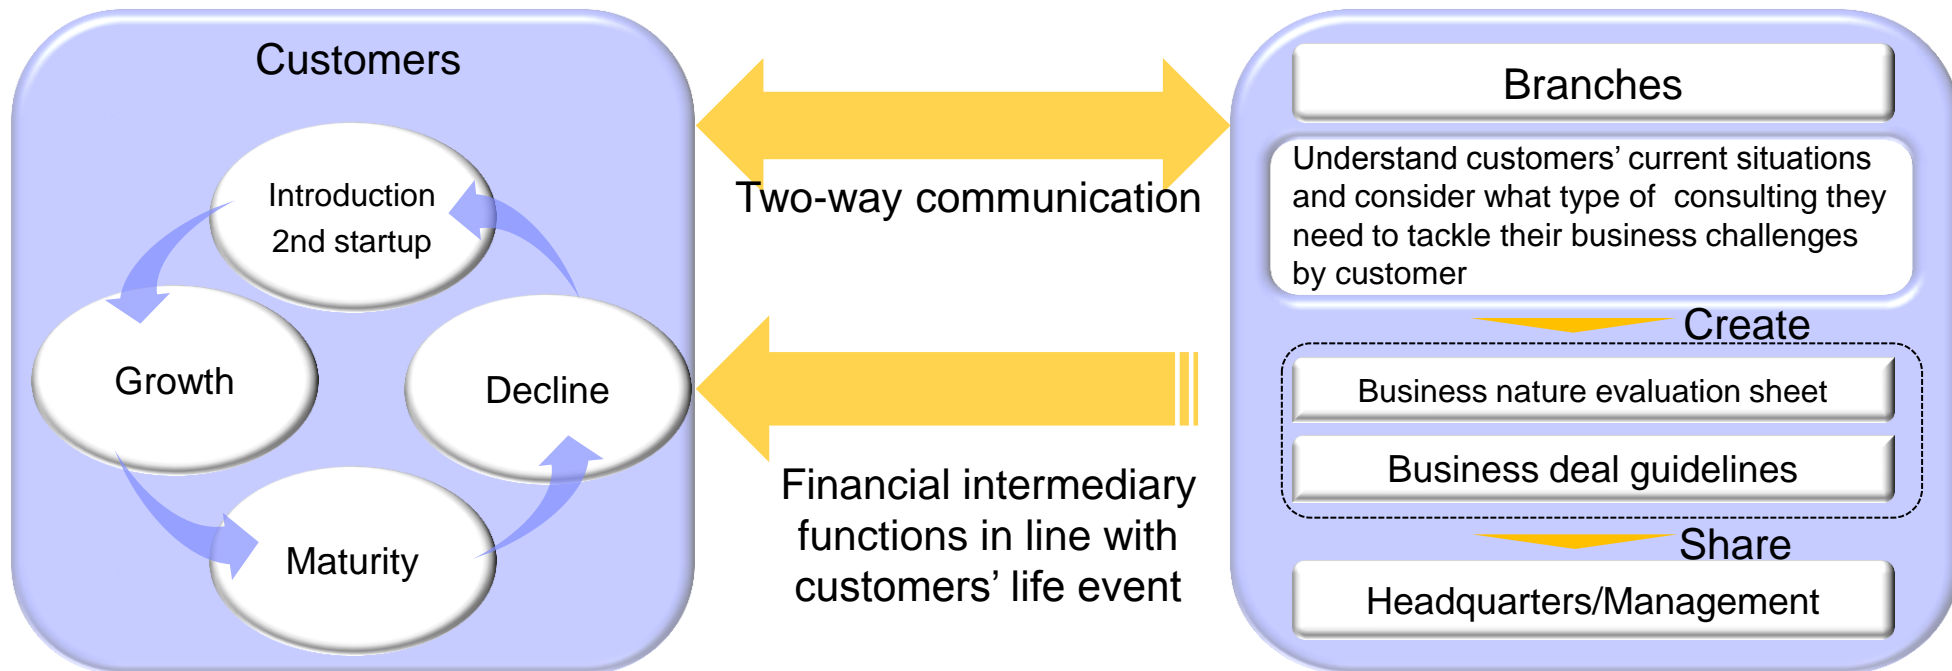 Customers
Introduction
2nd startup
Growth
Decline
Maturity
Two-way communication
Financial intermediary
functions in line with
customers’ life event
Branches
Understand customers’ current situations
and consider what type of  consulting they
need to tackle their business challenges
by customer
Create
Business nature evaluation sheet
Business deal guidelines
Share
Headquarters/Management